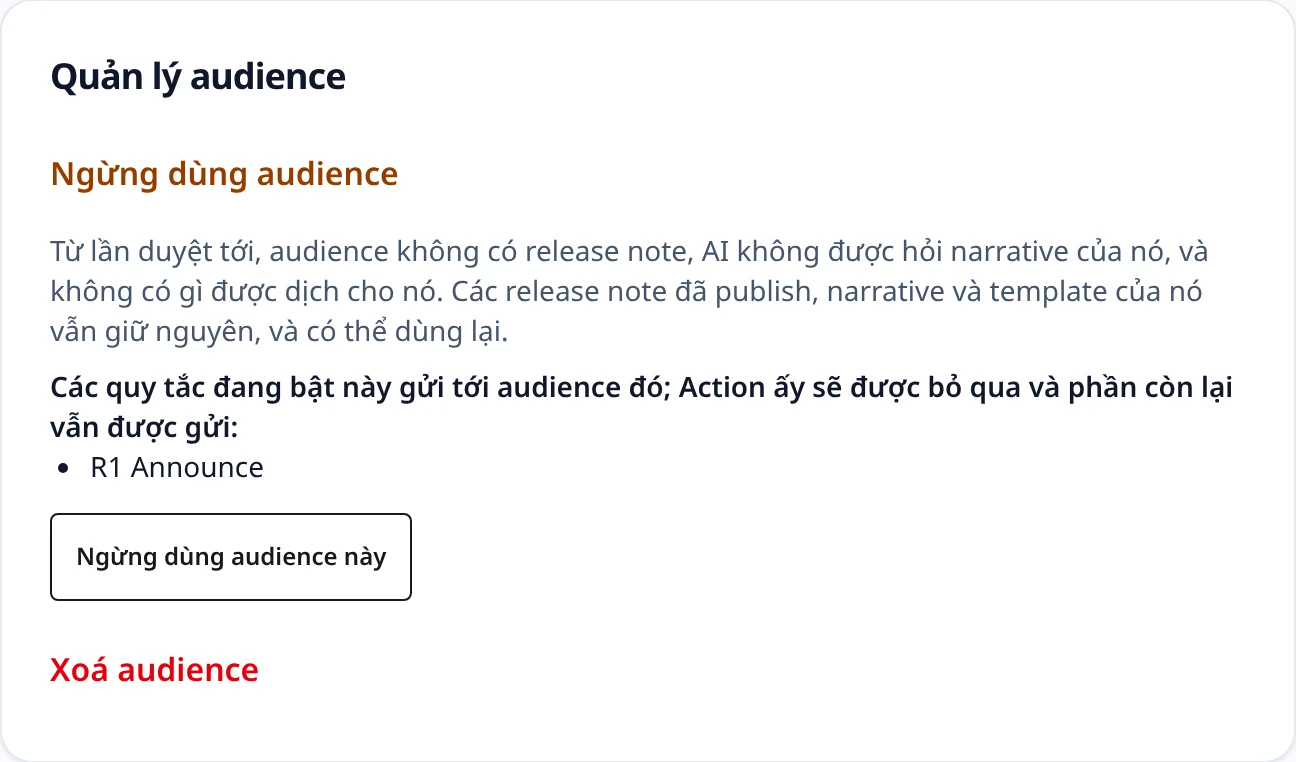 Quản lý audience
Ngừng dùng audience
Từ lần duyệt tới, audience không có release note, AI không được hỏi narrative của nó, và
không có gì được dịch cho nó. Các release note đã publish, narrative và template của nó
vẫn giữ nguyên, và có thể dùng lại.
Các quy tắc đang bật này gửi tới audience đó; Action ấy sẽ được bỏ qua và phần còn lại
vẫn được gửi:
• R1 Announce
Ngừng dùng audience này
Xoá audience